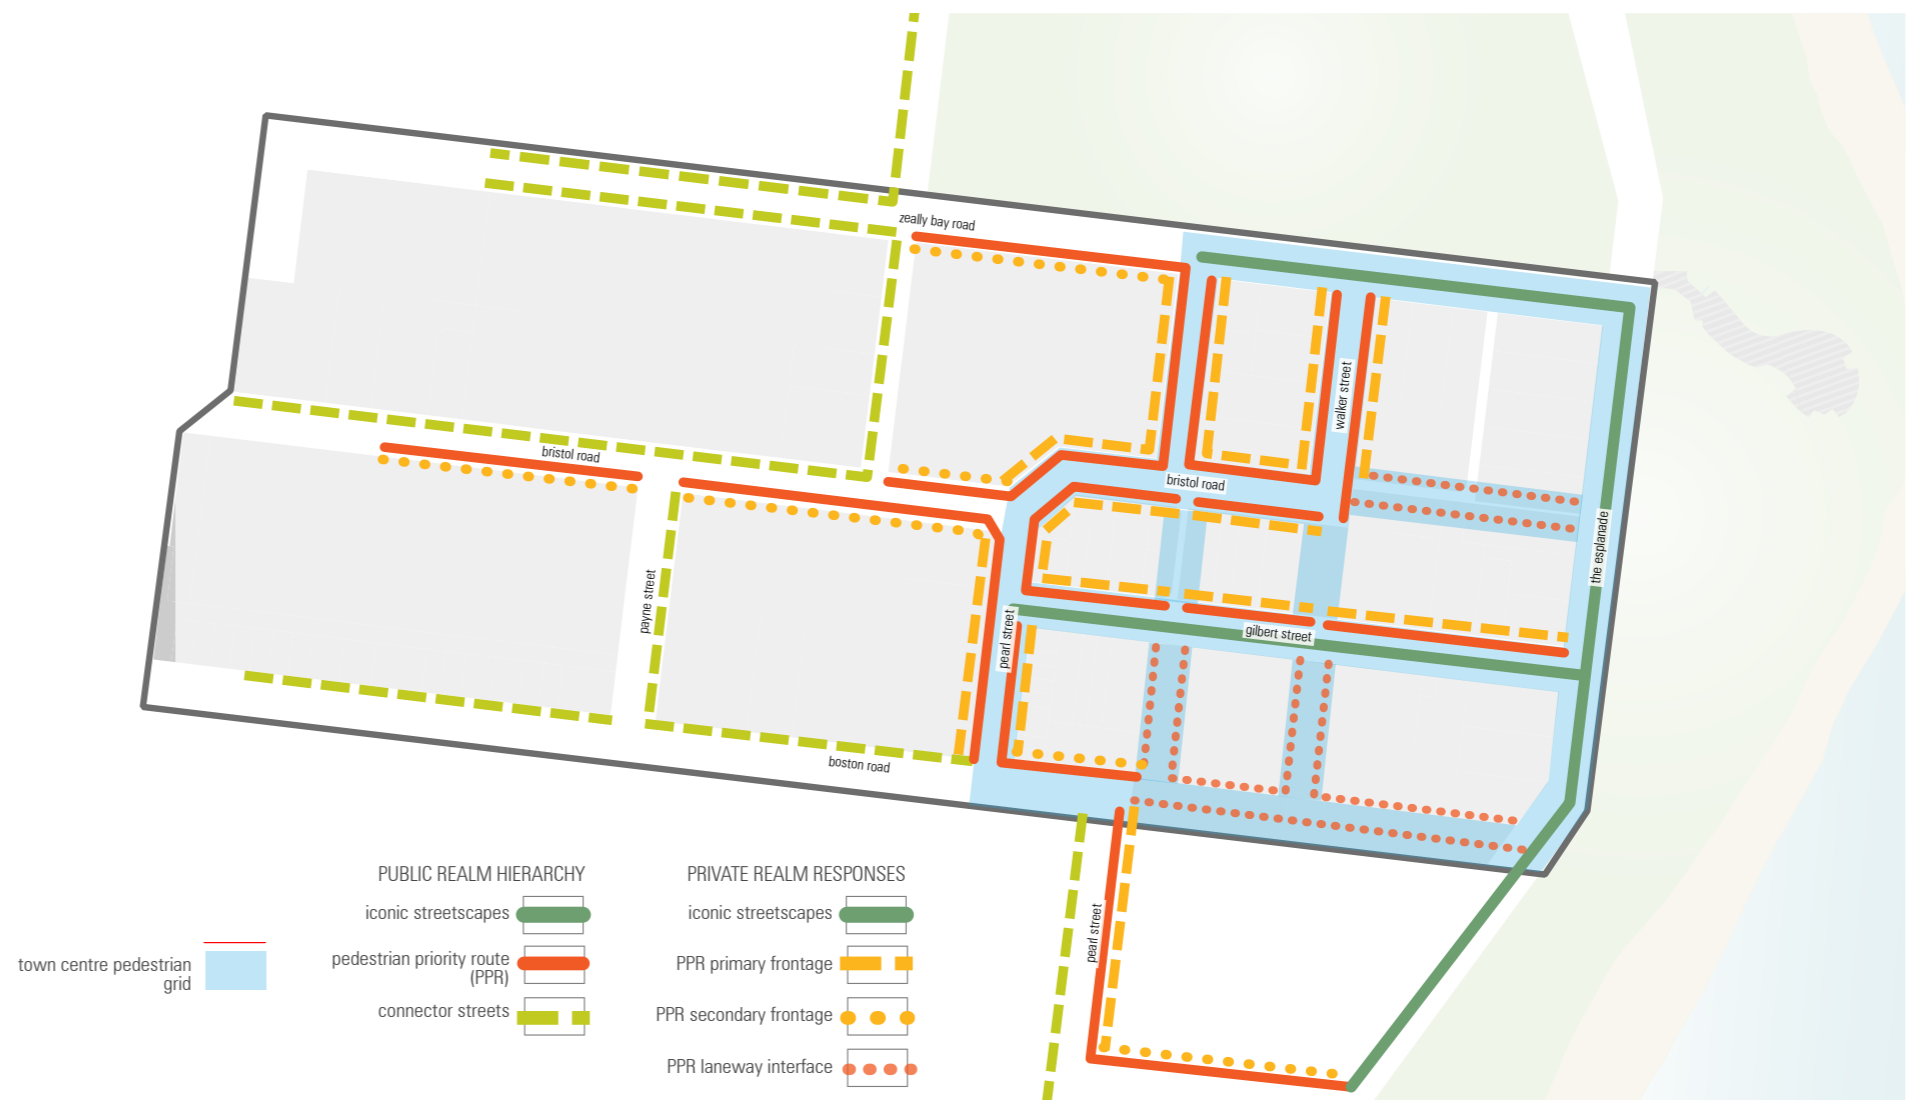 zeally bay road
walker street
bristol road
bristol road
the esplanade
payne street
pearl street
gilbert street
boston road
pearl street
PUBLIC REALM HIERARCHY
iconic streetscapes
pedestrian priority route
(PPR)
connector streets
PRIVATE REALM RESPONSES
iconic streetscapes
PPR primary frontage
PPR secondary frontage
PPR laneway interface
town centre pedestrian
grid